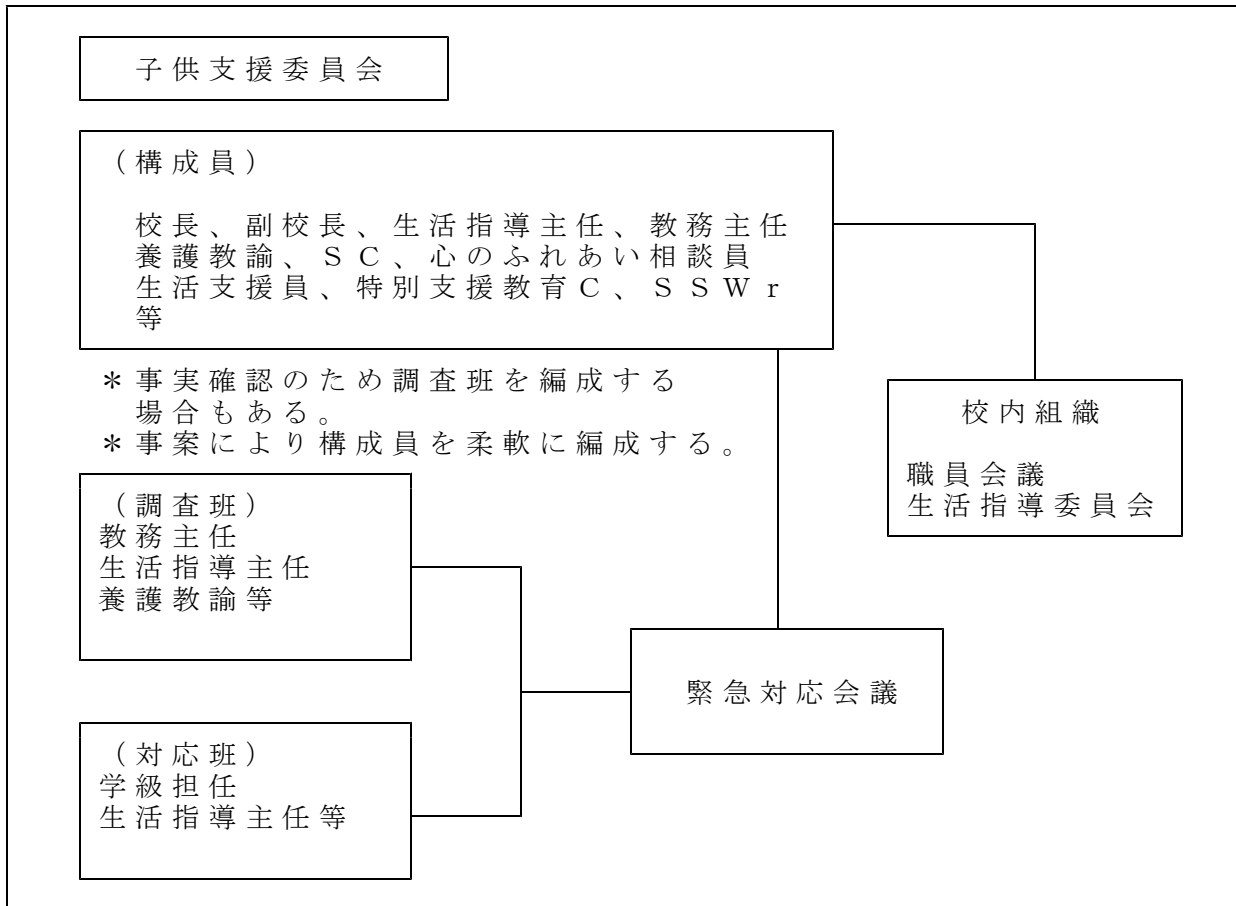 子供支援委員会
（構成員）
校長、副校長、生活指導主任、教務主任
養護教諭、ＳＣ、心のふれあい相談員
生活支援員、特別支援教育Ｃ、ＳＳＷｒ
等
＊事実確認のため調査班を編成する
場合もある。
＊事案により構成員を柔軟に編成する。
校内組織
職員会議
生活指導委員会
（調査班）
教務主任
生活指導主任
養護教諭等
緊急対応会議
（対応班）
学級担任
生活指導主任等